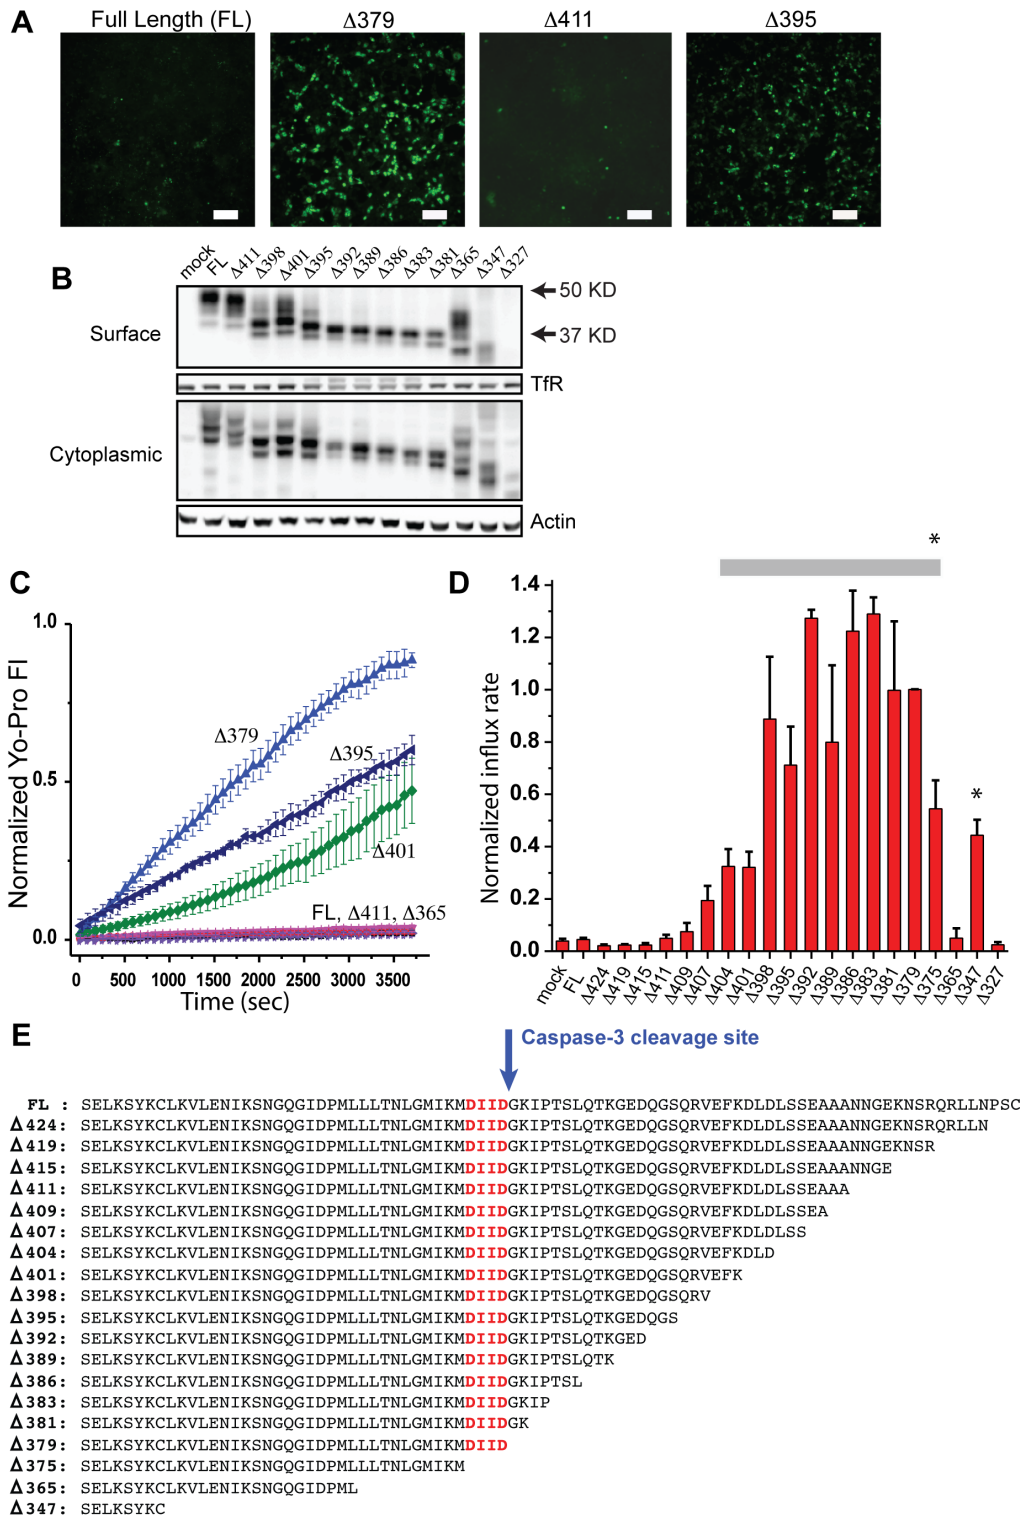 A
Full Length (FL) Δ379 Δ411 Δ395
B
mock FL Δ411 Δ398 Δ401 Δ395 Δ392 Δ389 Δ386 Δ383 Δ381 Δ365 Δ347 Δ327
50 KD
Surface
37 KD
TfR
Cytoplasmic
Actin
C
Normalized Yo-Pro FI
1.0
0.5
0.0
Δ379
Δ395
Δ401
FL, Δ411, Δ365
0 500 1000 1500 2000 2500 3000 3500
Time (sec)
D
*
*
Normalized influx rate
1.4
1.2
1.0
0.8
0.6
0.4
0.2
0.0
mock FL Δ424 Δ419 Δ415 Δ411 Δ409 Δ407 Δ404 Δ401 Δ398 Δ395 Δ392 Δ389 Δ386 Δ383 Δ381 Δ379 Δ375 Δ365 Δ347 Δ327
E
Caspase-3 cleavage site
FL : SELKSYKCLKVLENIKSNGQGIDPMLLLTNLGMIKMDIIDGKIPTSLQTKGEDQGSQRVEFKDLDLSSEAAANNGEKNSRQRLLNPSC
Δ424: SELKSYKCLKVLENIKSNGQGIDPMLLLTNLGMIKMDIIDGKIPTSLQTKGEDQGSQRVEFKDLDLSSEAAANNGEKNSRQRLLN
Δ419: SELKSYKCLKVLENIKSNGQGIDPMLLLTNLGMIKMDIIDGKIPTSLQTKGEDQGSQRVEFKDLDLSSEAAANNGEKNSR
Δ415: SELKSYKCLKVLENIKSNGQGIDPMLLLTNLGMIKMDIIDGKIPTSLQTKGEDQGSQRVEFKDLDLSSEAAANNGE
Δ411: SELKSYKCLKVLENIKSNGQGIDPMLLLTNLGMIKMDIIDGKIPTSLQTKGEDQGSQRVEFKDLDLSSEAAA
Δ409: SELKSYKCLKVLENIKSNGQGIDPMLLLTNLGMIKMDIIDGKIPTSLQTKGEDQGSQRVEFKDLDLSSEA
Δ407: SELKSYKCLKVLENIKSNGQGIDPMLLLTNLGMIKMDIIDGKIPTSLQTKGEDQGSQRVEFKDLDLSS
Δ404: SELKSYKCLKVLENIKSNGQGIDPMLLLTNLGMIKMDIIDGKIPTSLQTKGEDQGSQRVEFKDLD
Δ401: SELKSYKCLKVLENIKSNGQGIDPMLLLTNLGMIKMDIIDGKIPTSLQTKGEDQGSQRVEFK
Δ398: SELKSYKCLKVLENIKSNGQGIDPMLLLTNLGMIKMDIIDGKIPTSLQTKGEDQGSQRV
Δ395: SELKSYKCLKVLENIKSNGQGIDPMLLLTNLGMIKMDIIDGKIPTSLQTKGEDQGS
Δ392: SELKSYKCLKVLENIKSNGQGIDPMLLLTNLGMIKMDIIDGKIPTSLQTKGED
Δ389: SELKSYKCLKVLENIKSNGQGIDPMLLLTNLGMIKMDIIDGKIPTSLQTK
Δ386: SELKSYKCLKVLENIKSNGQGIDPMLLLTNLGMIKMDIIDGKIPTSL
Δ383: SELKSYKCLKVLENIKSNGQGIDPMLLLTNLGMIKMDIIDGKIP
Δ381: SELKSYKCLKVLENIKSNGQGIDPMLLLTNLGMIKMDIIDGK
Δ379: SELKSYKCLKVLENIKSNGQGIDPMLLLTNLGMIKMDIID
Δ375: SELKSYKCLKVLENIKSNGQGIDPMLLLTNLGMIKM
Δ365: SELKSYKCLKVLENIKSNGQGIDPML
Δ347: SELKSYKC